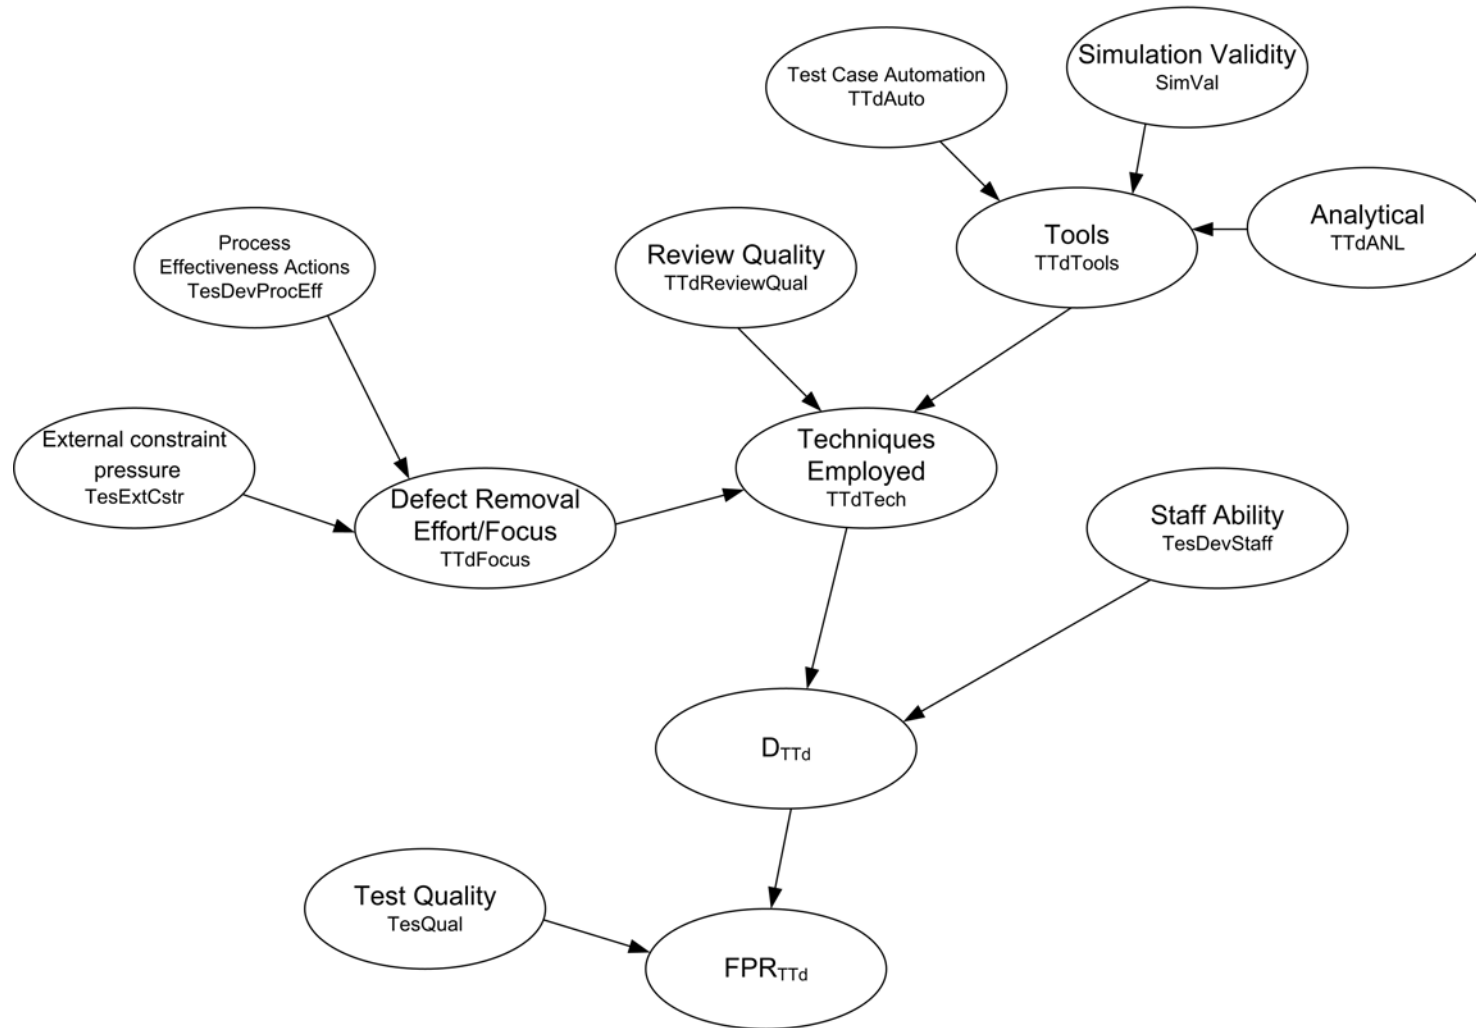 Simulation Validity
SimVal
Test Case Automation
TTdAuto
Analytical
TTdANL
Tools
TTdTools
Process
Effectiveness Actions
TesDevProcEff
Review Quality
TTdReviewQual
External constraint
pressure
TesExtCstr
Techniques
Employed
TTdTech
Defect Removal
Effort/Focus
TTdFocus
Staff Ability
TesDevStaff
DTTd
Test Quality
TesQual
FPRTTd